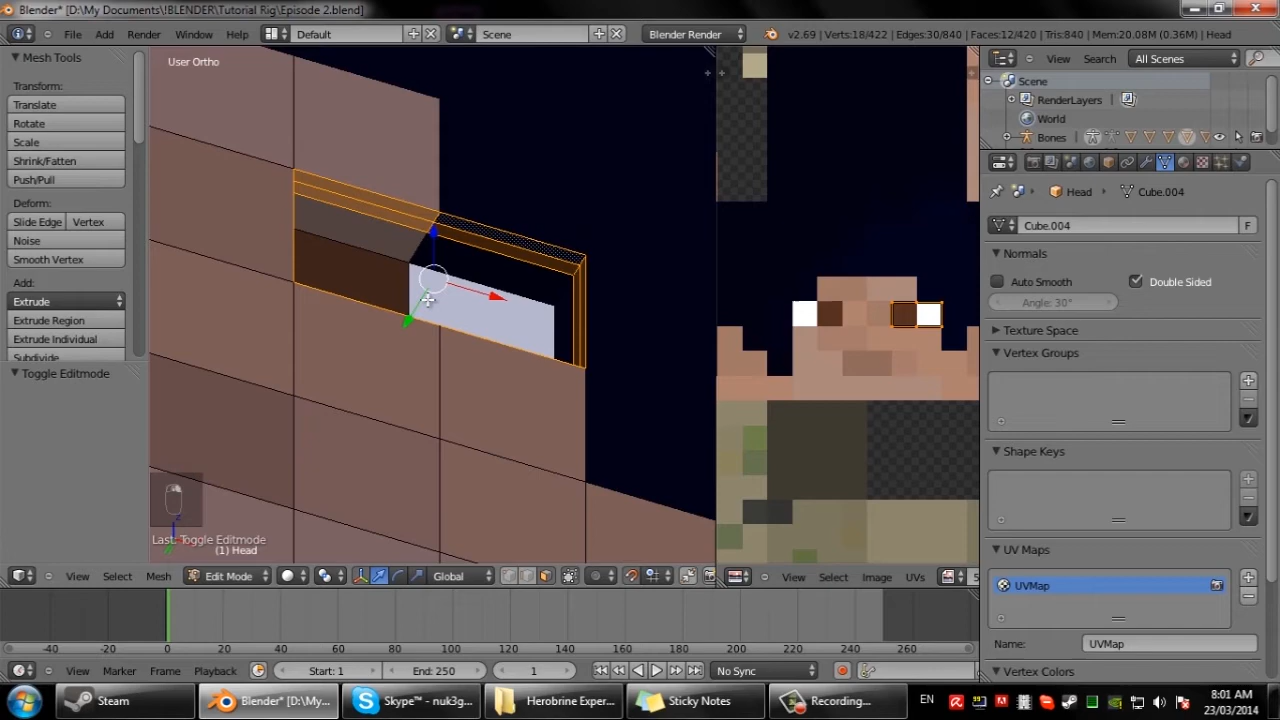 Blender* [D:\My Documents\!BLENDER\Tutorial Rig\Episode 2.blend]
File Add Render Window Help Default Scene Blender Render v2.69 | Verts:18/422 | Edges:30/840 | Faces:12/420 | Tris:840 | Mem:20.08M (0.36M) | Head
Mesh Tools
User Ortho
View Search All Scenes
Transform:
Translate
Rotate
Scale
Shrink/Fatten
Push/Pull
Deform:
Slide Edge Vertex
Noise
Smooth Vertex
Add:
Extrude
Extrude Region
Extrude Individual
Subdivide
Toggle Editmode
Scene
RenderLayers
World
Bones
Head Cube.004
Cube.004 F
Normals
Auto Smooth Double Sided
Angle: 30°
Texture Space
Vertex Groups
Shape Keys
UV Maps
UVMap
Name: UVMap
Vertex Colors
Last: Toggle Editmode
(1) Head
View Select Mesh Edit Mode Global
View Select Image UVs
-40 -20 0 20 40 60 80 100 120 140 160 180 200 220 240 260
View Marker Frame Playback Start: 1 End: 250 1 No Sync
Steam
Blender* [D:\My...
Skype™ - nuk3g...
Herobrine Exper...
Sticky Notes
Recording...
EN
8:01 AM
23/03/2014